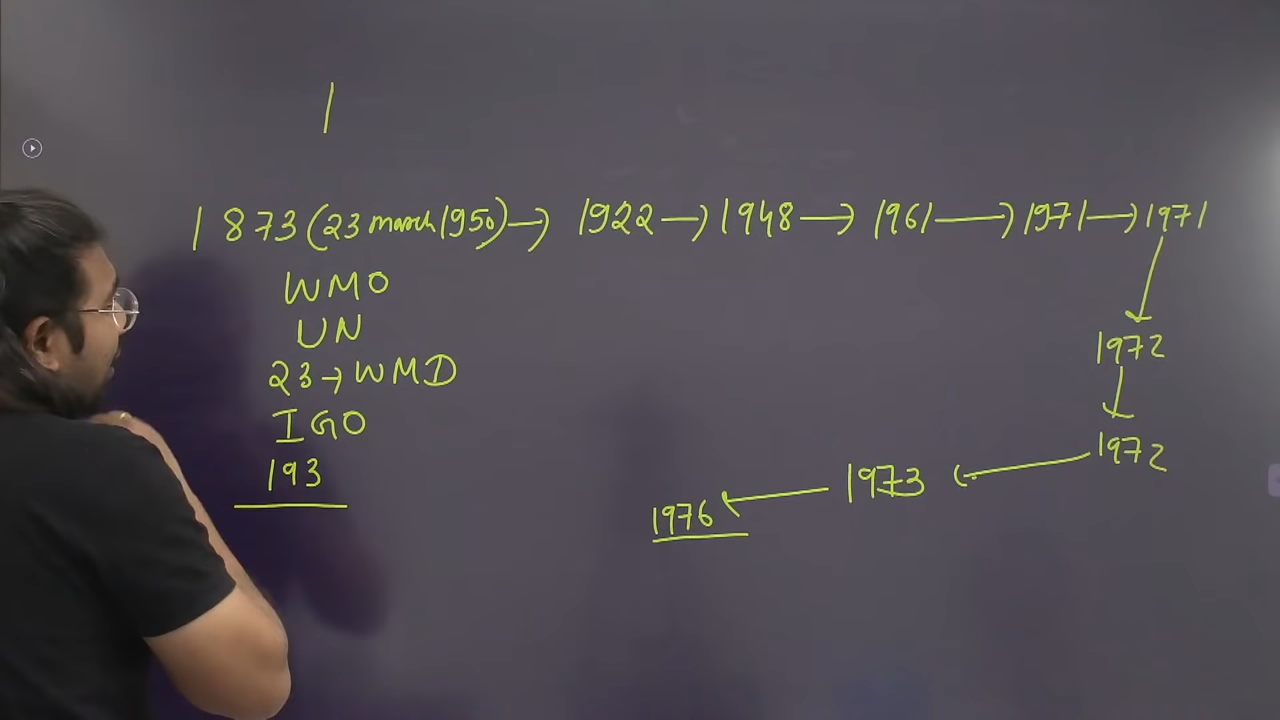 1873 (23 march 1950) → 1922 → 1948 → 1961 → 1971 → 1971
WMO
UN
23 → WMD
IGO
193
1972
1972
1973
1976